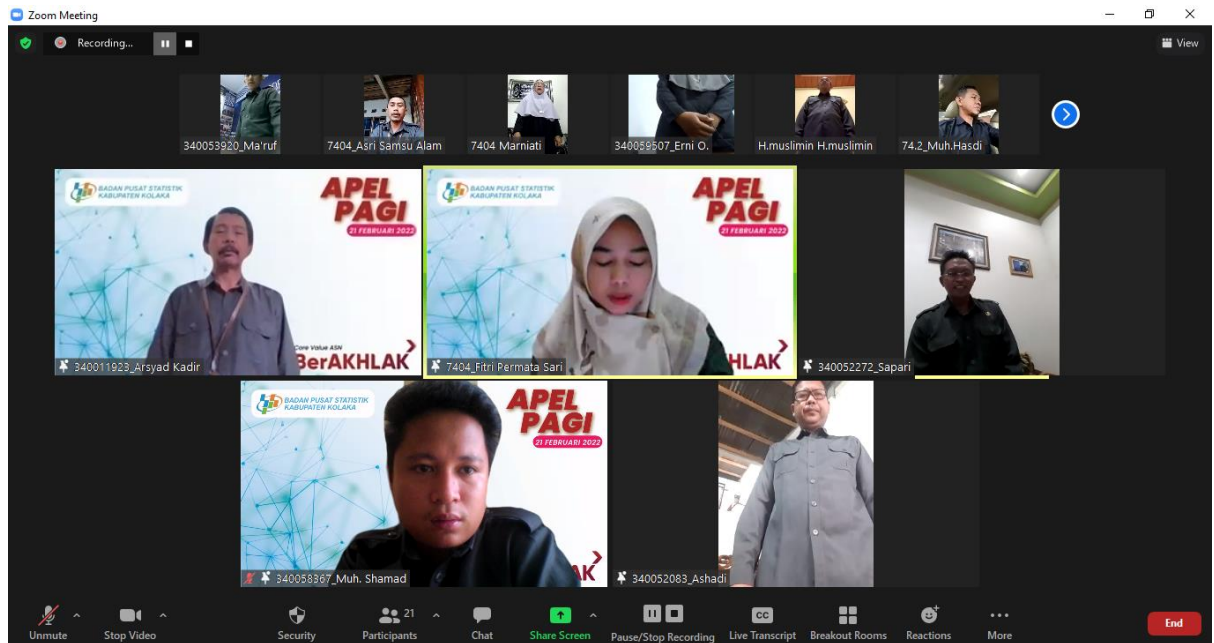 Zoom Meeting
Recording...
View
340053920_Ma'ruf
7404_Asri Samsu Alam
7404 Marniati
340059507_Erni O.
H.muslimin H.muslimin
74.2_Muh.Hasdi
BADAN PUSAT STATISTIK
KABUPATEN KOLAKA
APEL
PAGI
21 FEBRUARI 2022
Core Value ASN
BerAKHLAK
340011923_Arsyad Kadir
BADAN PUSAT STATISTIK
KABUPATEN KOLAKA
APEL
PAGI
21 FEBRUARI 2022
HLAK
7404_Fitri Permata Sari
340052272_Sapari
BADAN PUSAT STATISTIK
KABUPATEN KOLAKA
APEL
PAGI
21 FEBRUARI 2022
AK
340058367_Muh. Shamad
340052083_Ashadi
Unmute
Stop Video
Security
21
Participants
Chat
Share Screen
Pause/Stop Recording
CC
Live Transcript
Breakout Rooms
Reactions
More
End